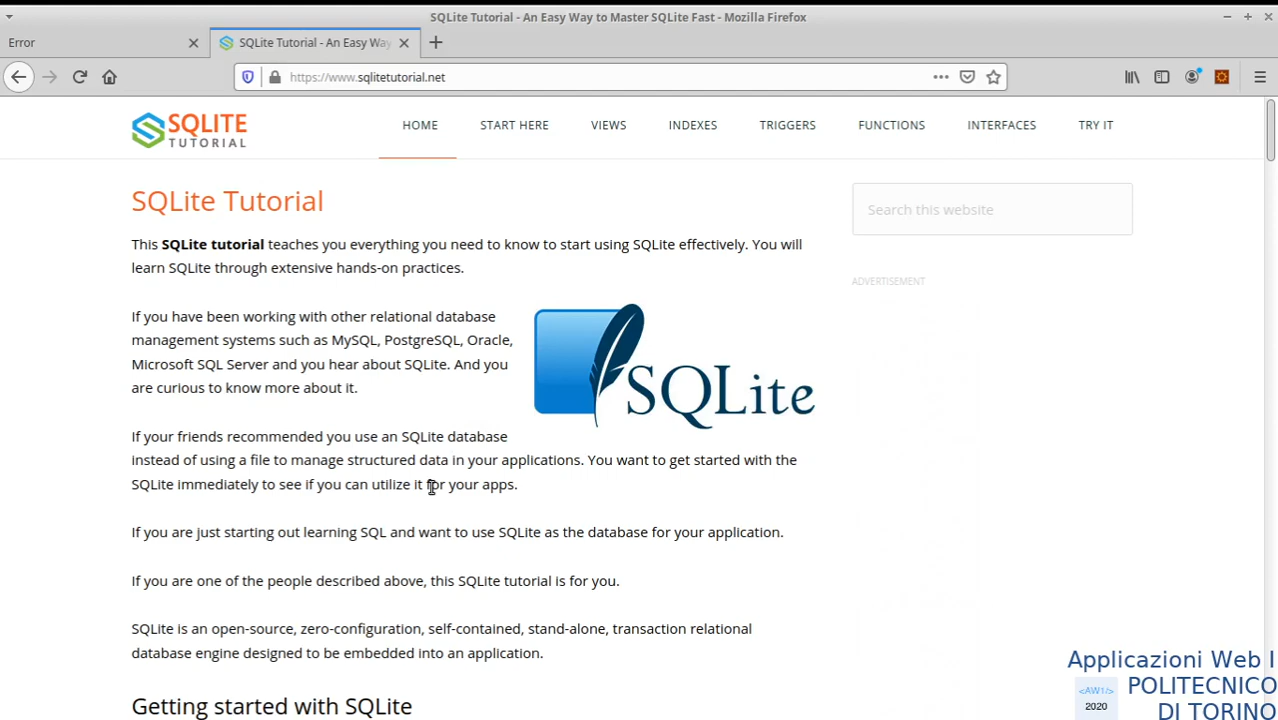 SQLite Tutorial - An Easy Way to Master SQLite Fast - Mozilla Firefox
Error
SQLite Tutorial - An Easy Way
https://www.sqlitetutorial.net
SQLITE
TUTORIAL
HOME
START HERE
VIEWS
INDEXES
TRIGGERS
FUNCTIONS
INTERFACES
TRY IT
SQLite Tutorial
Search this website
This SQLite tutorial teaches you everything you need to know to start using SQLite effectively. You will
learn SQLite through extensive hands-on practices.
ADVERTISEMENT
If you have been working with other relational database
management systems such as MySQL, PostgreSQL, Oracle,
Microsoft SQL Server and you hear about SQLite. And you
are curious to know more about it.
SQLite
If your friends recommended you use an SQLite database
instead of using a file to manage structured data in your applications. You want to get started with the
SQLite immediately to see if you can utilize it for your apps.
If you are just starting out learning SQL and want to use SQLite as the database for your application.
If you are one of the people described above, this SQLite tutorial is for you.
SQLite is an open-source, zero-configuration, self-contained, stand-alone, transaction relational
database engine designed to be embedded into an application.
Getting started with SQLite
Applicazioni Web I
POLITECNICO
DI TORINO
<AW1/>
2020